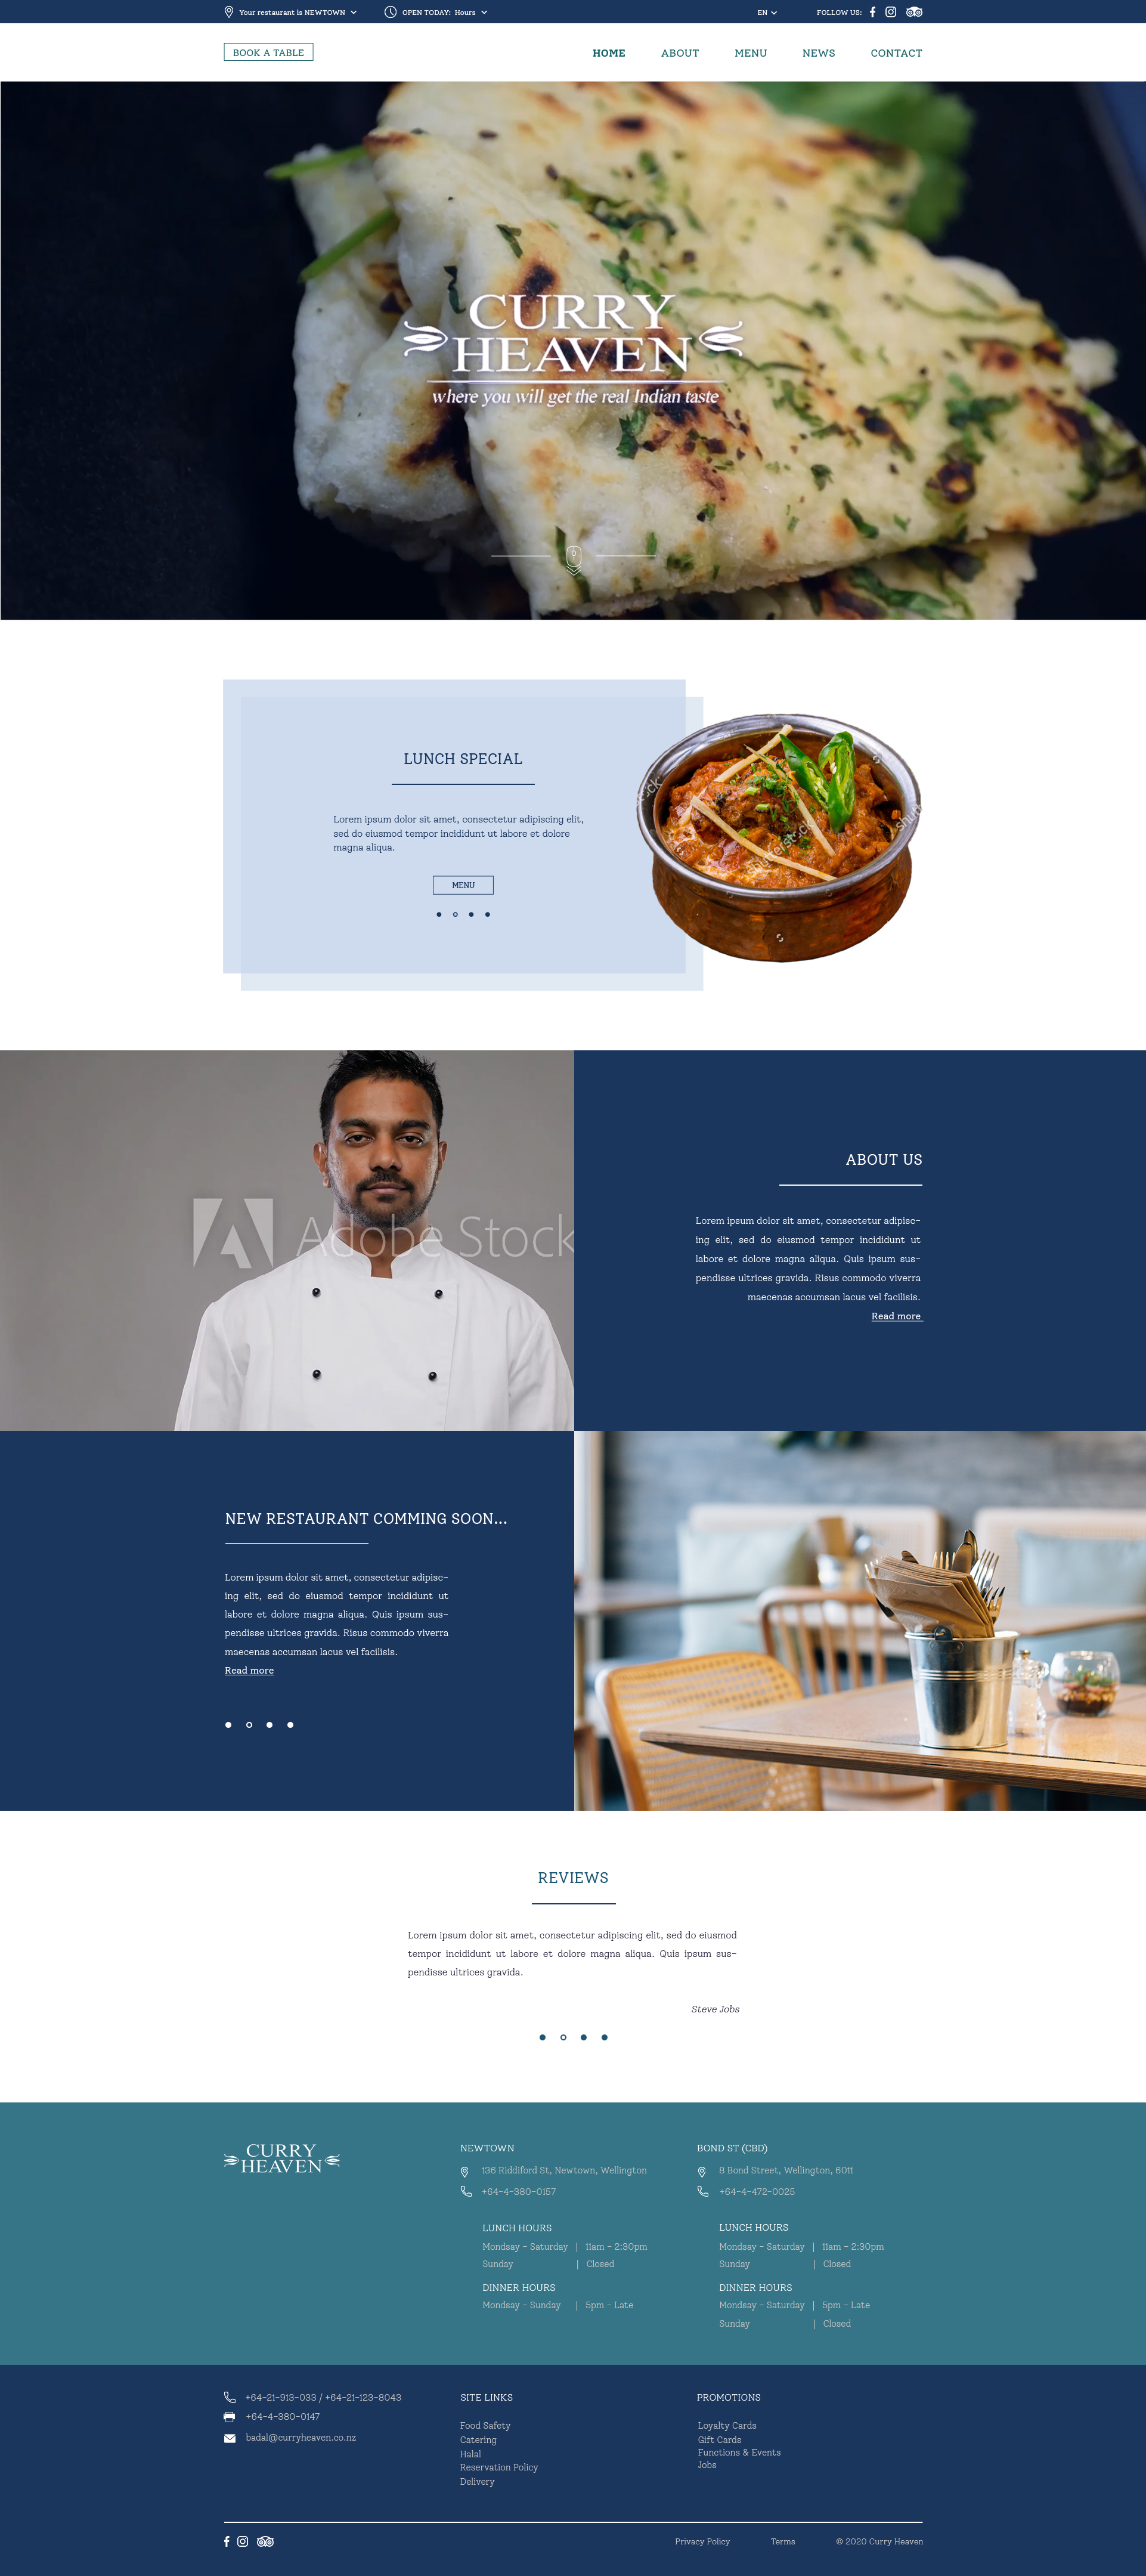 Your restaurant is NEWTOWN
OPEN TODAY: Hours
EN
FOLLOW US:
BOOK A TABLE
HOME
ABOUT
MENU
NEWS
CONTACT
CURRY
HEAVEN
where you will get the real Indian taste
LUNCH SPECIAL
Lorem ipsum dolor sit amet, consectetur adipiscing elit,
sed do eiusmod tempor incididunt ut labore et dolore
magna aliqua.
MENU
shutterstock
Adobe Stock
ABOUT US
Lorem ipsum dolor sit amet, consectetur adipisc-
ing elit, sed do eiusmod tempor incididunt ut
labore et dolore magna aliqua. Quis ipsum sus-
pendisse ultrices gravida. Risus commodo viverra
maecenas accumsan lacus vel facilisis.
Read more
NEW RESTAURANT COMMING SOON...
Lorem ipsum dolor sit amet, consectetur adipisc-
ing elit, sed do eiusmod tempor incididunt ut
labore et dolore magna aliqua. Quis ipsum sus-
pendisse ultrices gravida. Risus commodo viverra
maecenas accumsan lacus vel facilisis.
Read more
REVIEWS
Lorem ipsum dolor sit amet, consectetur adipiscing elit, sed do eiusmod
tempor incididunt ut labore et dolore magna aliqua. Quis ipsum sus-
pendisse ultrices gravida.
Steve Jobs
CURRY
HEAVEN
NEWTOWN
136 Riddiford St, Newtown, Wellington
+64-4-380-0157
LUNCH HOURS
Mondsay - Saturday | 11am - 2:30pm
Sunday | Closed
DINNER HOURS
Mondsay - Sunday | 5pm - Late
BOND ST (CBD)
8 Bond Street, Wellington, 6011
+64-4-472-0025
LUNCH HOURS
Mondsay - Saturday | 11am - 2:30pm
Sunday | Closed
DINNER HOURS
Mondsay - Saturday | 5pm - Late
Sunday | Closed
+64-21-913-033 / +64-21-123-8043
+64-4-380-0147
badal@curryheaven.co.nz
SITE LINKS
Food Safety
Catering
Halal
Reservation Policy
Delivery
PROMOTIONS
Loyalty Cards
Gift Cards
Functions & Events
Jobs
Privacy Policy
Terms
© 2020 Curry Heaven